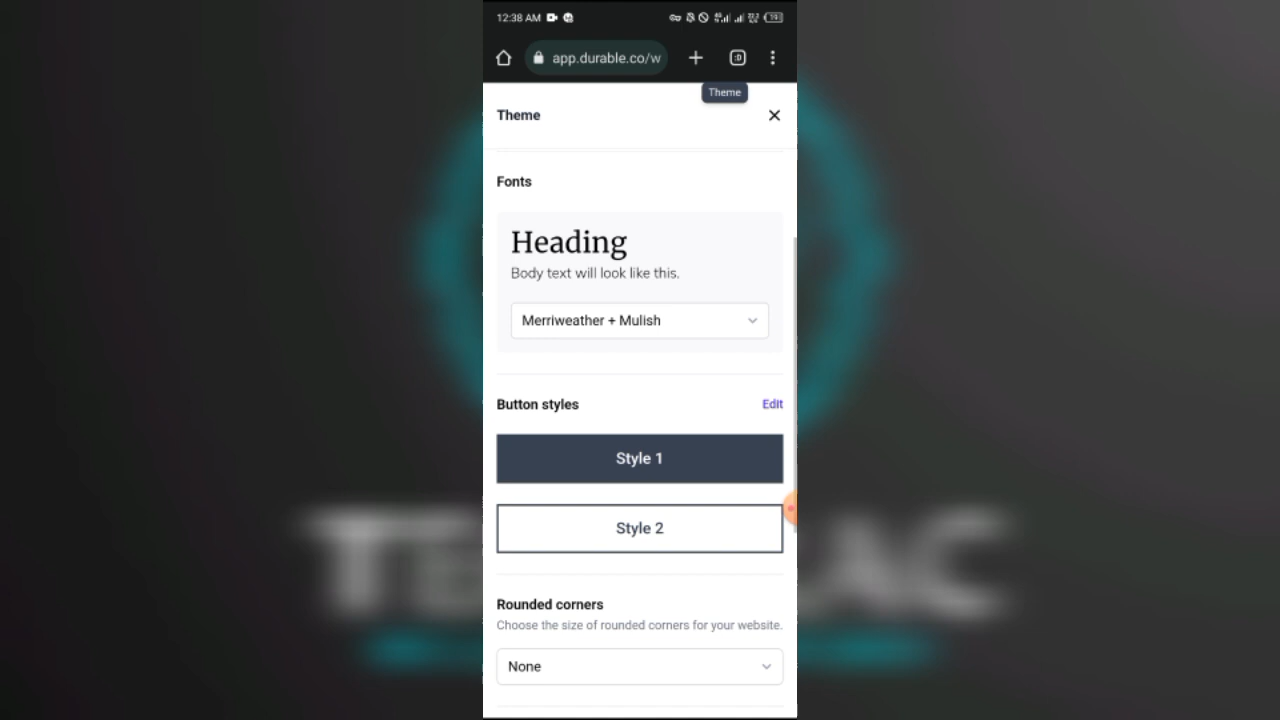 12:38 AM
app.durable.co/w
:D
Theme
Theme
Fonts
Heading
Body text will look like this.
Merriweather + Mulish
Button styles
Edit
Style 1
Style 2
Rounded corners
Choose the size of rounded corners for your website.
None